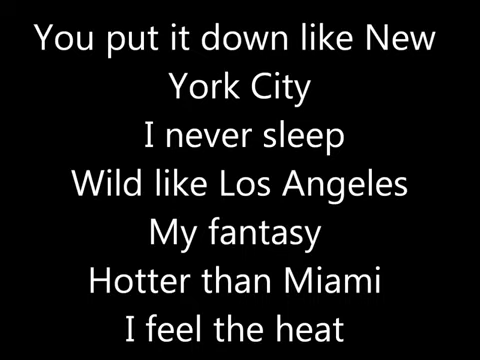 You put it down like New
York City
I never sleep
Wild like Los Angeles
My fantasy
Hotter than Miami
I feel the heat